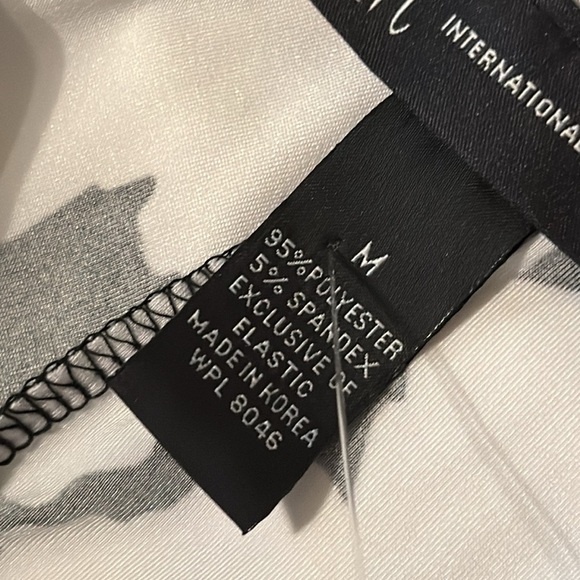 INTERNATIONAL
M
95% POLYESTER
5% SPANDEX
EXCLUSIVE OF
ELASTIC
MADE IN KOREA
WPL 8046